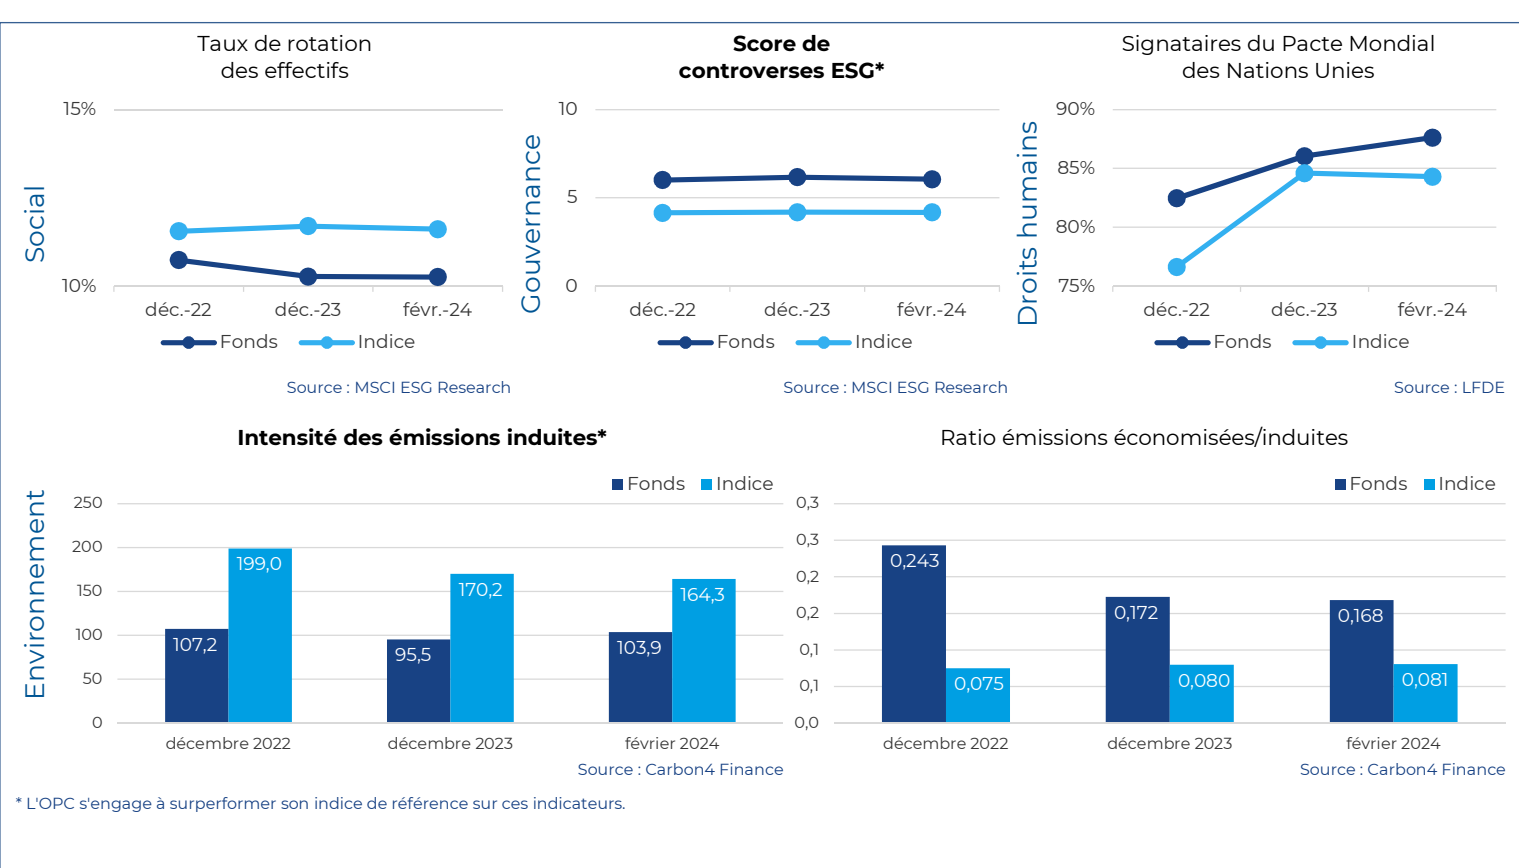 Taux de rotation
des effectifs
Social
15%
10%
déc.-22
déc.-23
févr.-24
Fonds
Indice
Source : MSCI ESG Research
Score de
controverses ESG*
Gouvernance
10
5
0
déc.-22
déc.-23
févr.-24
Fonds
Indice
Source : MSCI ESG Research
Signataires du Pacte Mondial
des Nations Unies
Droits humains
90%
85%
80%
75%
déc.-22
déc.-23
févr.-24
Fonds
Indice
Source : LFDE
Intensité des émissions induites*
Environnement
Fonds
Indice
250
200
150
100
50
0
107,2
199,0
95,5
170,2
103,9
164,3
décembre 2022
décembre 2023
février 2024
Source : Carbon4 Finance
Ratio émissions économisées/induites
Fonds
Indice
0,3
0,3
0,2
0,2
0,1
0,1
0,0
0,243
0,075
0,172
0,080
0,168
0,081
décembre 2022
décembre 2023
février 2024
Source : Carbon4 Finance
* L'OPC s'engage à surperformer son indice de référence sur ces indicateurs.